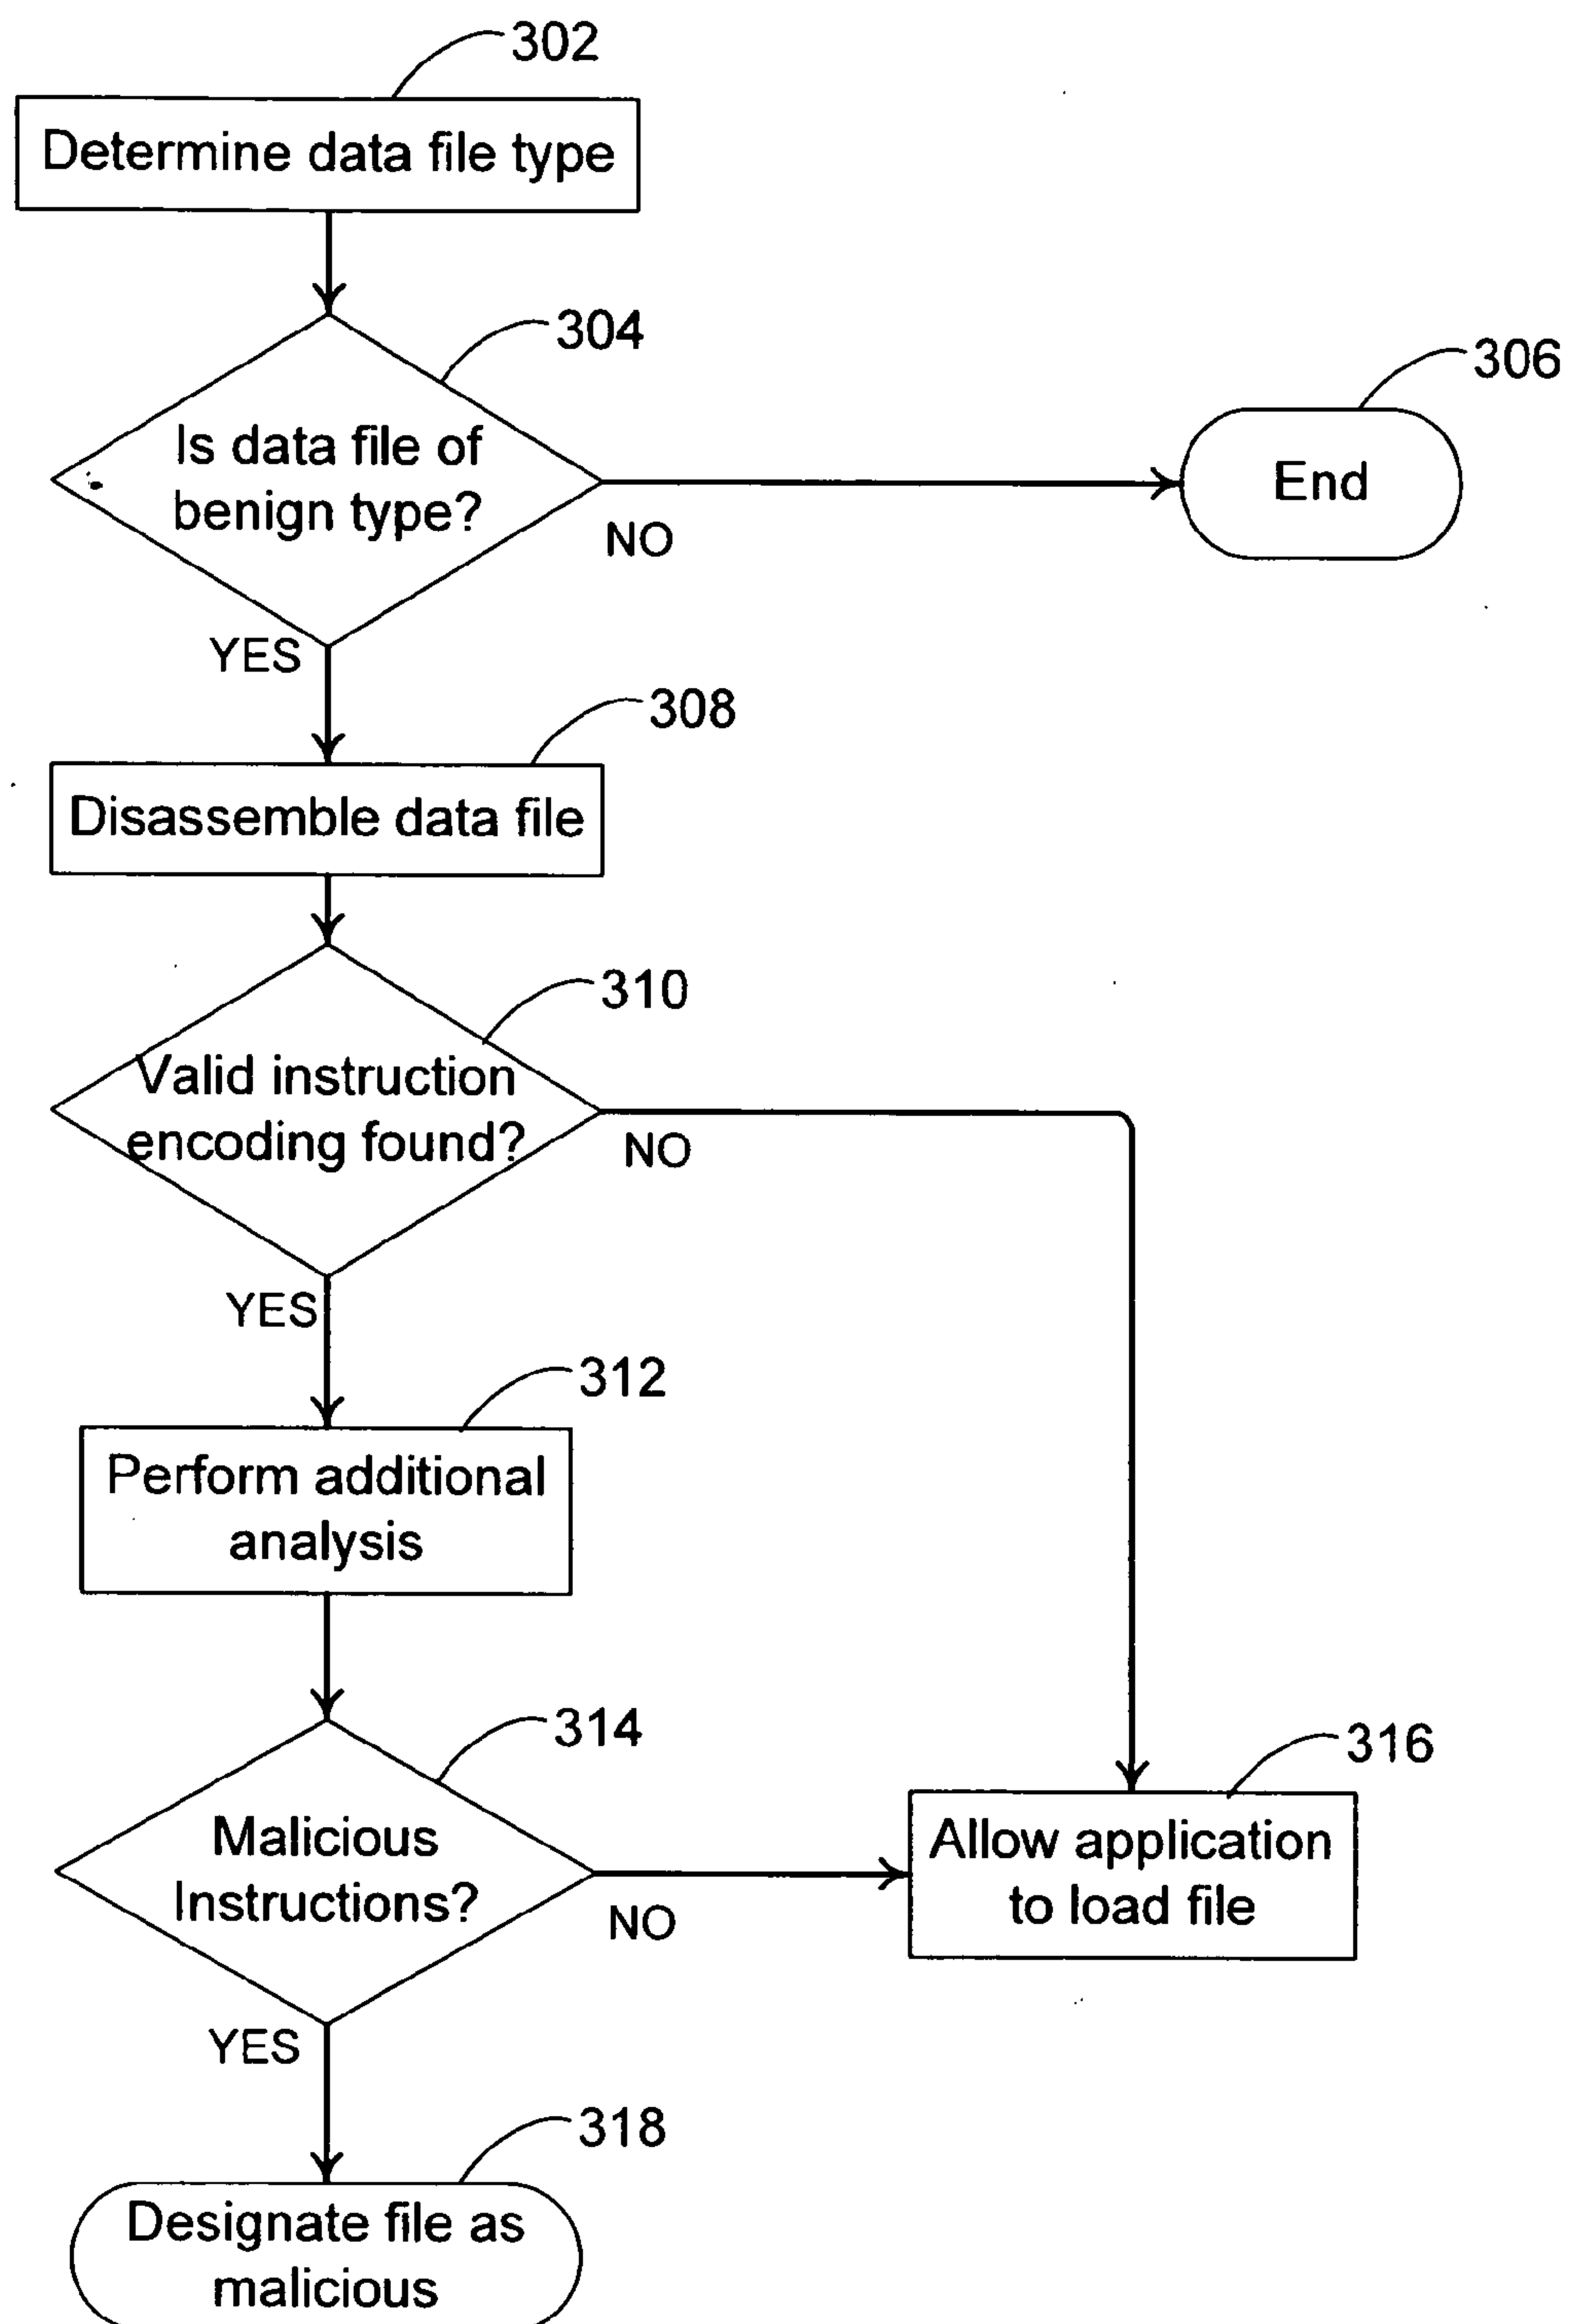 302
Determine data file type
304
Is data file of
benign type?
NO
306
End
YES
308
Disassemble data file
310
Valid instruction
encoding found?
NO
YES
312
Perform additional
analysis
314
Malicious
Instructions?
NO
316
Allow application
to load file
YES
318
Designate file as
malicious